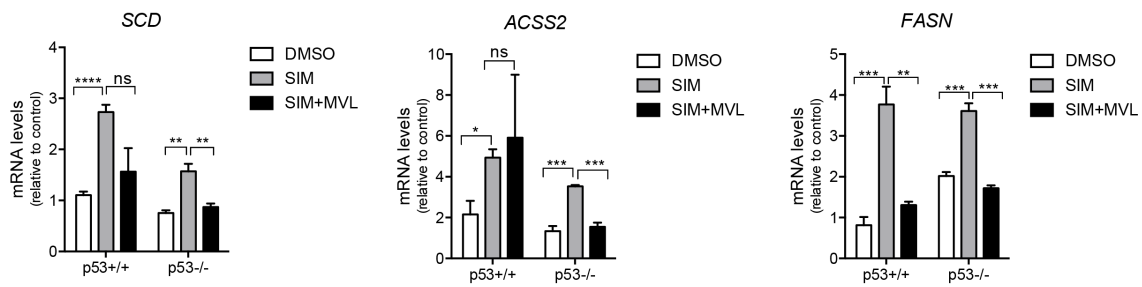 SCD
mRNA levels
(relative to control)
4
3
2
1
0
****
ns
**
**
p53+/+
p53-/-
DMSO
SIM
SIM+MVL
ACSS2
mRNA levels
(relative to control)
10
8
6
4
2
0
ns
*
***
***
p53+/+
p53-/-
DMSO
SIM
SIM+MVL
FASN
mRNA levels
(relative to control)
5
4
3
2
1
0
***
**
***
***
p53+/+
p53-/-
DMSO
SIM
SIM+MVL